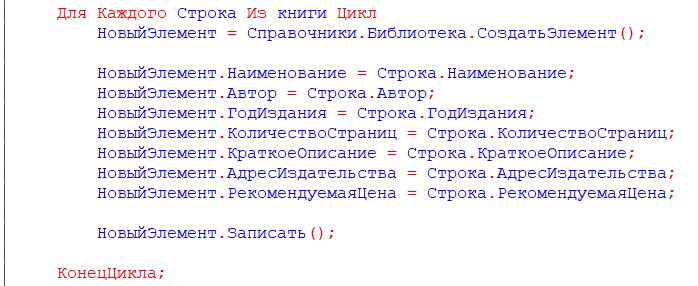 Для Каждого Строка Из книги Цикл
НовыйЭлемент = Справочники.Библиотека.СоздатьЭлемент();
НовыйЭлемент.Наименование = Строка.Наименование;
НовыйЭлемент.Автор = Строка.Автор;
НовыйЭлемент.ГодИздания = Строка.ГодИздания;
НовыйЭлемент.КоличествоСтраниц = Строка.КоличествоСтраниц;
НовыйЭлемент.КраткоеОписание = Строка.КраткоеОписание;
НовыйЭлемент.АдресИздательства = Строка.АдресИздательства;
НовыйЭлемент.РекомендуемаяЦена = Строка.РекомендуемаяЦена;
НовыйЭлемент.Записать();
КонецЦикла;